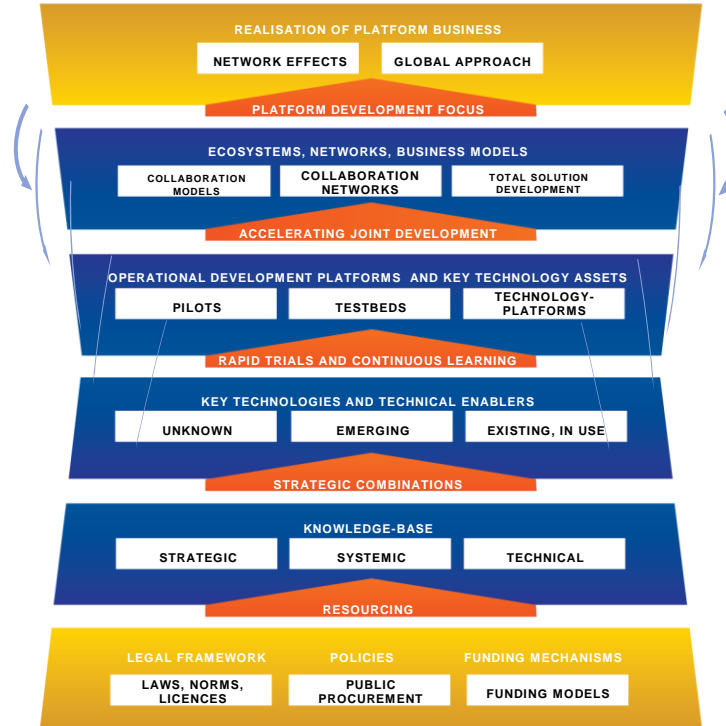 REALISATION OF PLATFORM BUSINESS
NETWORK EFFECTS
GLOBAL APPROACH
PLATFORM DEVELOPMENT FOCUS
ECOSYSTEMS, NETWORKS, BUSINESS MODELS
COLLABORATION
MODELS
COLLABORATION
NETWORKS
TOTAL SOLUTION
DEVELOPMENT
ACCELERATING JOINT DEVELOPMENT
OPERATIONAL DEVELOPMENT PLATFORMS AND KEY TECHNOLOGY ASSETS
PILOTS
TESTBEDS
TECHNOLOGY-
PLATFORMS
RAPID TRIALS AND CONTINUOUS LEARNING
KEY TECHNOLOGIES AND TECHNICAL ENABLERS
UNKNOWN
EMERGING
EXISTING, IN USE
STRATEGIC COMBINATIONS
KNOWLEDGE-BASE
STRATEGIC
SYSTEMIC
TECHNICAL
RESOURCING
LEGAL FRAMEWORK
POLICIES
FUNDING MECHANISMS
LAWS, NORMS,
LICENCES
PUBLIC
PROCUREMENT
FUNDING MODELS